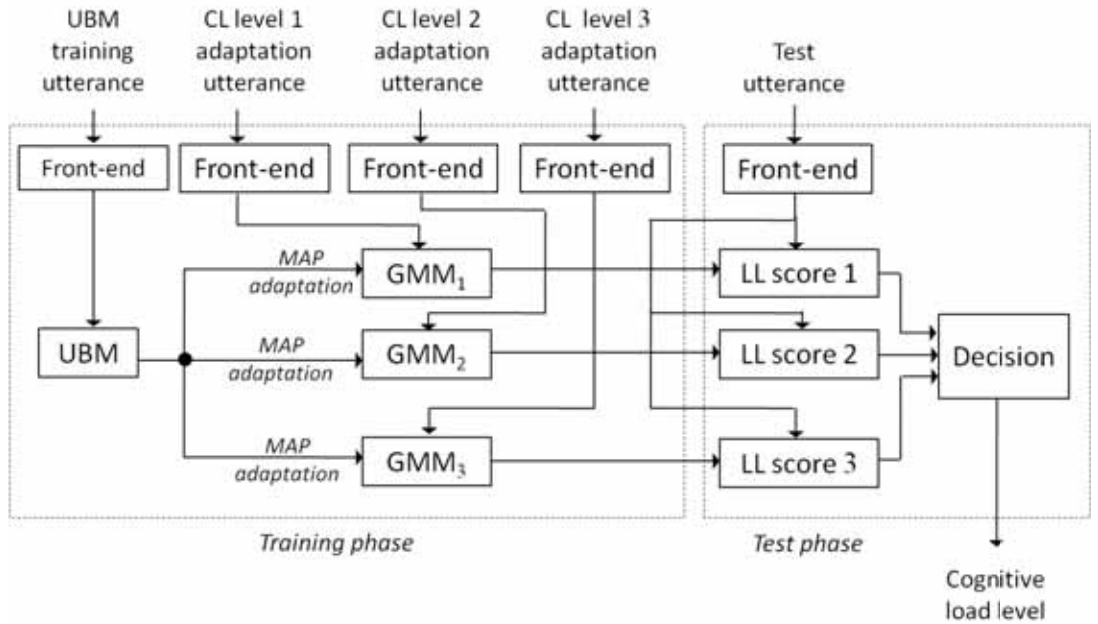 UBM
training
utterance
CL level 1
adaptation
utterance
CL level 2
adaptation
utterance
CL level 3
adaptation
utterance
Test
utterance
Front-end
Front-end
Front-end
Front-end
Front-end
MAP
adaptation
GMM1
LL score 1
UBM
MAP
adaptation
GMM2
LL score 2
Decision
MAP
adaptation
GMM3
LL score 3
Training phase
Test phase
Cognitive
load level